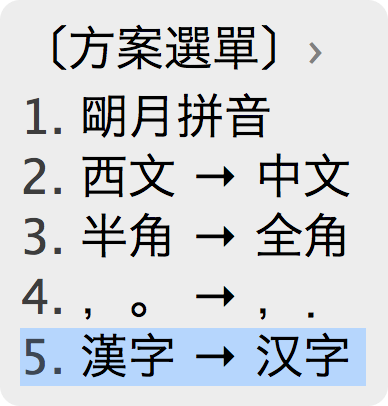 〔方案選單〕›
1. 朙月拼音
2. 西文 → 中文
3. 半角 → 全角
4. ，。 → ，．
5. 漢字 → 汉字